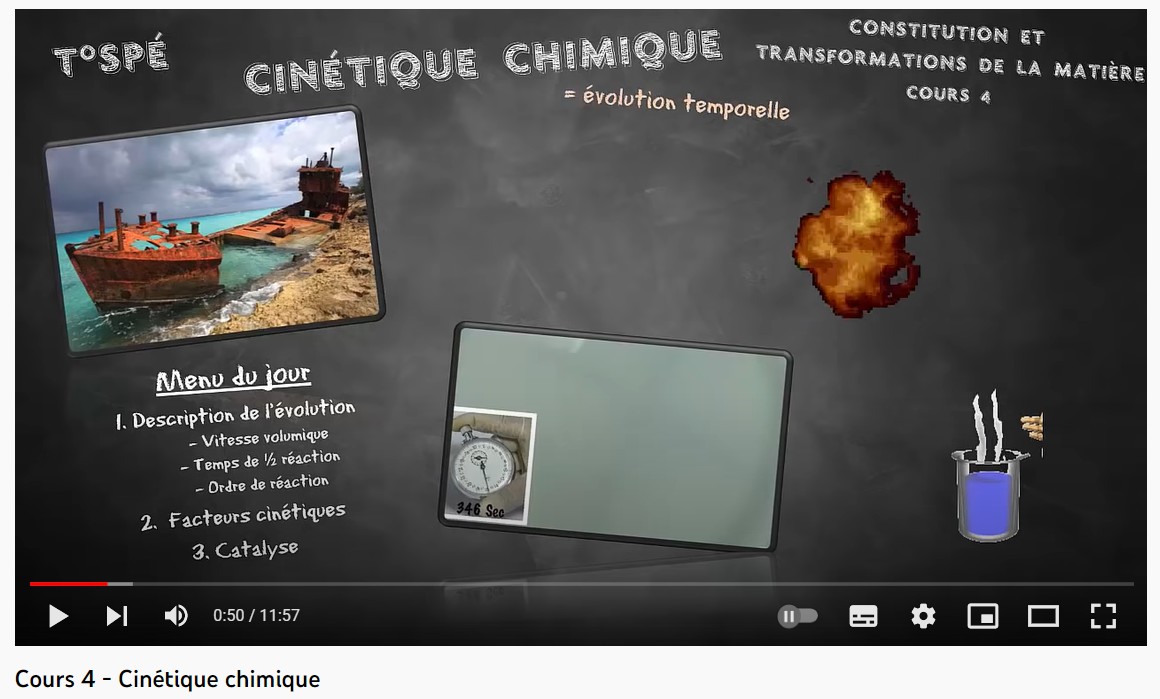 T°SPÉ
CINÉTIQUE CHIMIQUE
= évolution temporelle
CONSTITUTION ET
TRANSFORMATIONS DE LA MATIÈRE
COURS 4
Menu du jour
1. Description de l'évolution
- Vitesse volumique
- Temps de ½ réaction
- Ordre de réaction
2. Facteurs cinétiques
3. Catalyse
346 Sec
0:50 / 11:57
Cours 4 - Cinétique chimique